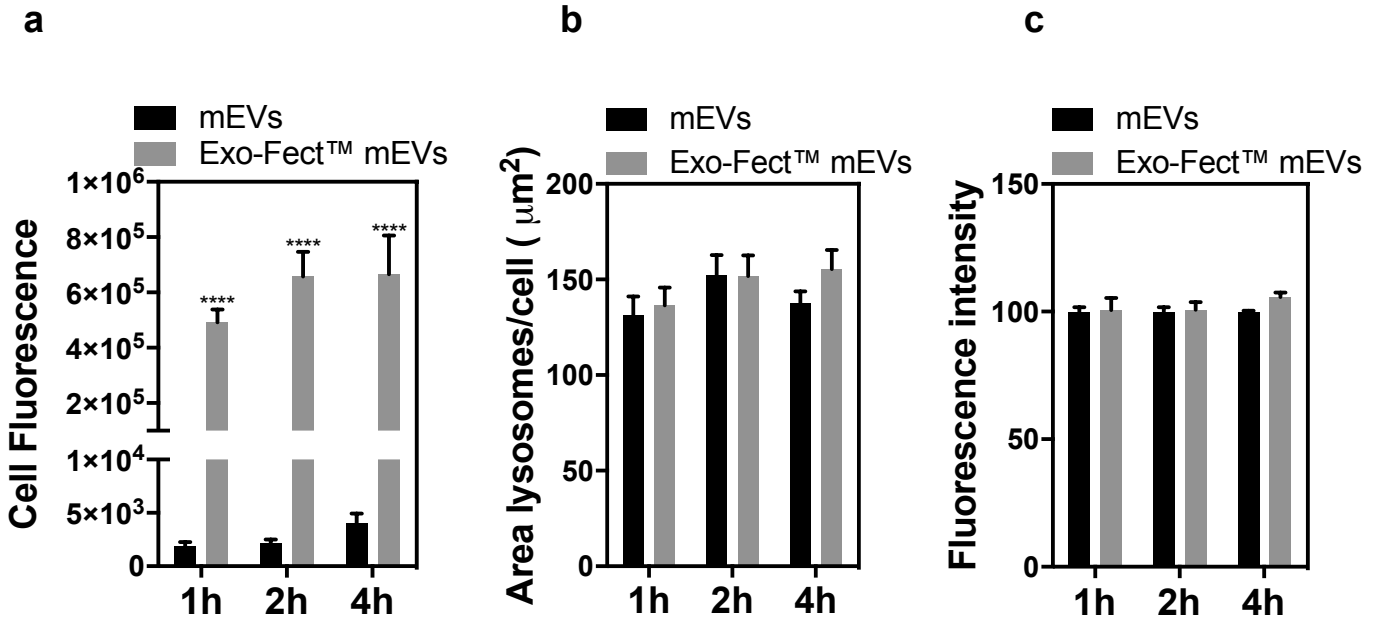 a
mEVs
Exo-Fect™ mEVs
Cell Fluorescence
1×10⁶
8×10⁵
6×10⁵
4×10⁵
2×10⁵
1×10⁴
5×10³
0
****
****
****
1h 2h 4h
b
mEVs
Exo-Fect™ mEVs
Area lysosomes/cell ( μm²)
200
150
100
50
0
1h 2h 4h
c
mEVs
Exo-Fect™ mEVs
Fluorescence intensity
150
100
50
0
1h 2h 4h